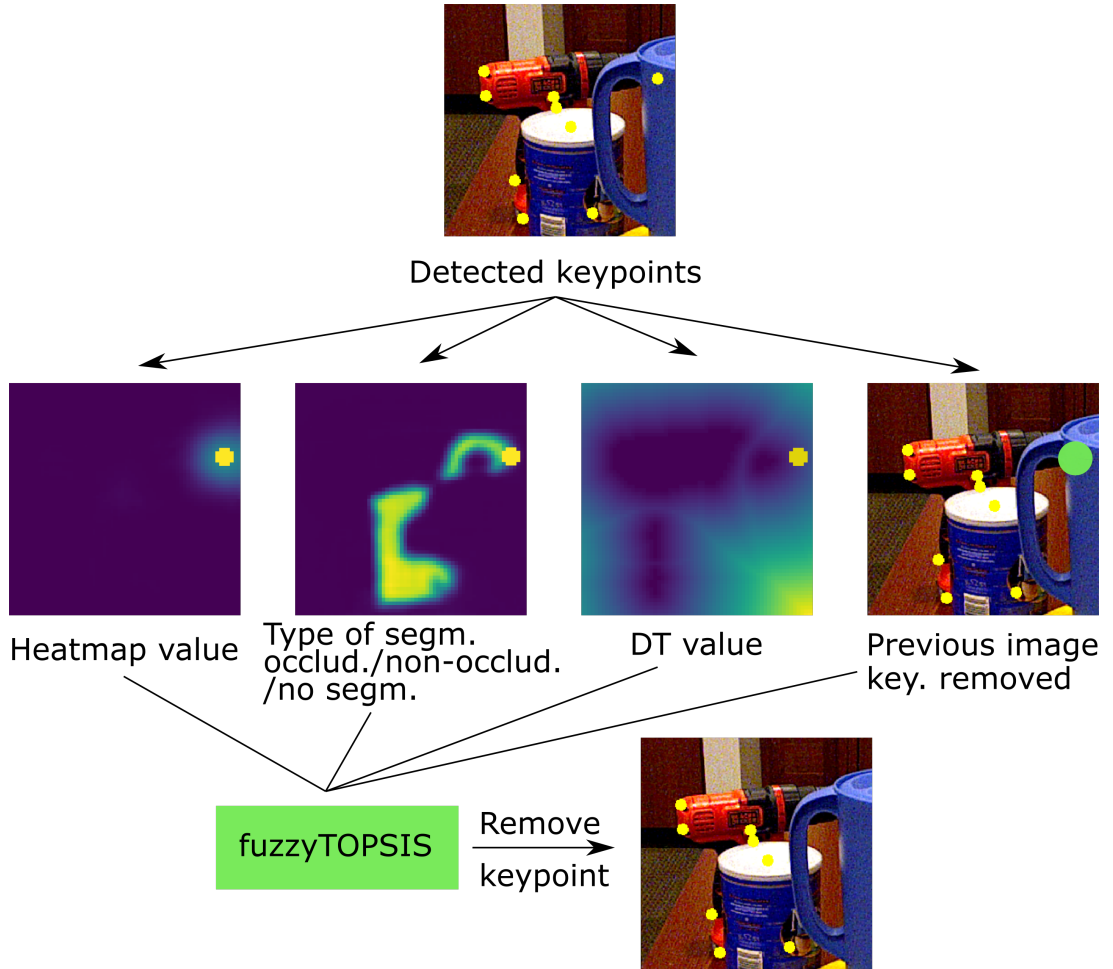 Detected keypoints
Heatmap value
Type of segm.
occlud./non-occlud.
/no segm.
DT value
Previous image
key. removed
fuzzyTOPSIS
Remove
keypoint